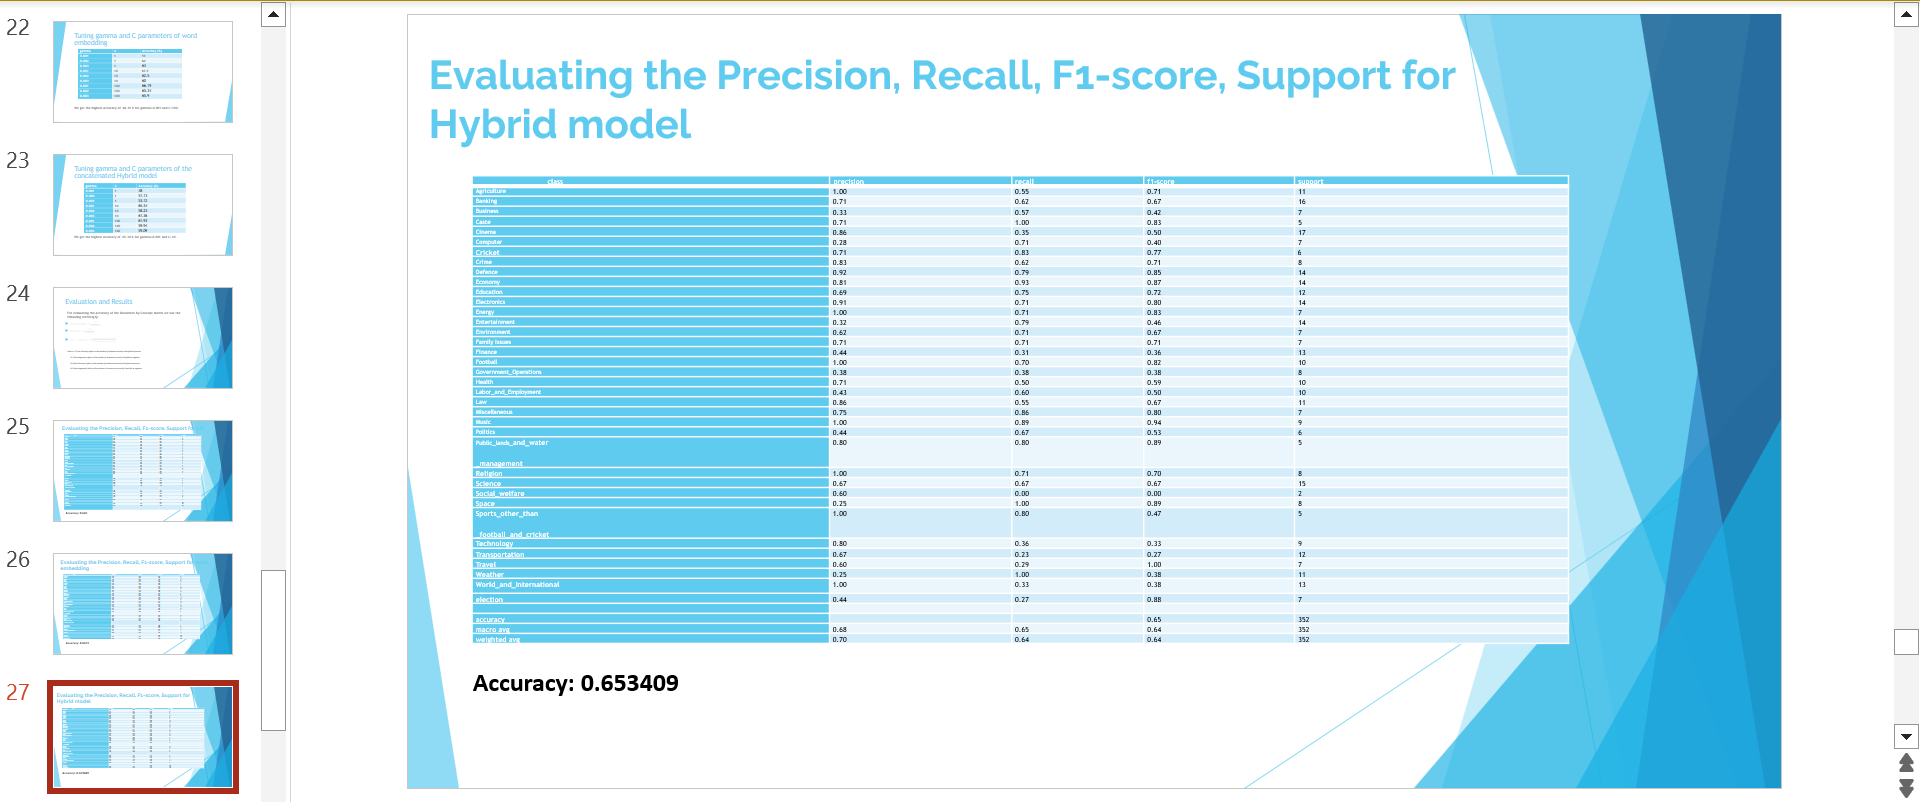 22
Tuning gamma and C parameters of word
embedding
23
Tuning gamma and C parameters of the
concatenated Hybrid model
24
Evaluation and Results
25
Evaluating the Precision, Recall, F1-score, Support for
26
Evaluating the Precision, Recall, F1-score, Support for
embedding
27
Evaluating the Precision, Recall, F1-score, Support for
Hybrid model
Evaluating the Precision, Recall, F1-score, Support for
Hybrid model
class precision recall f1-score support
Agriculture 1.00 0.55 0.71 11
Banking 0.71 0.62 0.67 16
Business 0.33 0.57 0.42 7
Caste 0.71 1.00 0.83 5
Cinema 0.86 0.35 0.50 17
Computer 0.28 0.71 0.40 7
Cricket 0.71 0.83 0.77 6
Crime 0.83 0.62 0.71 8
Defence 0.92 0.79 0.85 14
Economy 0.81 0.93 0.87 14
Education 0.69 0.75 0.72 12
Electronics 0.91 0.71 0.80 14
Energy 1.00 0.71 0.83 7
Entertainment 0.32 0.79 0.46 14
Environment 0.62 0.71 0.67 7
Family issues 0.71 0.71 0.71 7
Finance 0.44 0.31 0.36 13
Football 1.00 0.70 0.82 10
Government_Operations 0.38 0.38 0.38 8
Health 0.71 0.50 0.59 10
Labor_and_Employment 0.43 0.60 0.50 10
Law 0.86 0.55 0.67 11
Miscellaneous 0.75 0.86 0.80 7
Music 1.00 0.89 0.94 9
Politics 0.44 0.67 0.53 6
Public_lands_and_water 0.80 0.80 0.89 5
_management
Religion 1.00 0.71 0.70 8
Science 0.67 0.67 0.67 15
Social_welfare 0.60 0.00 0.00 2
Space 0.25 1.00 0.89 8
Sports_other_than 1.00 0.80 0.47 5
_football_and_cricket
Technology 0.80 0.36 0.33 9
Transportation 0.67 0.23 0.27 12
Travel 0.60 0.29 1.00 7
Weather 0.25 1.00 0.38 11
World_and_International 1.00 0.33 0.38 13
election 0.44 0.27 0.88 7
accuracy 0.65 352
macro avg 0.68 0.65 0.64 352
weighted avg 0.70 0.64 0.64 352
Accuracy: 0.653409